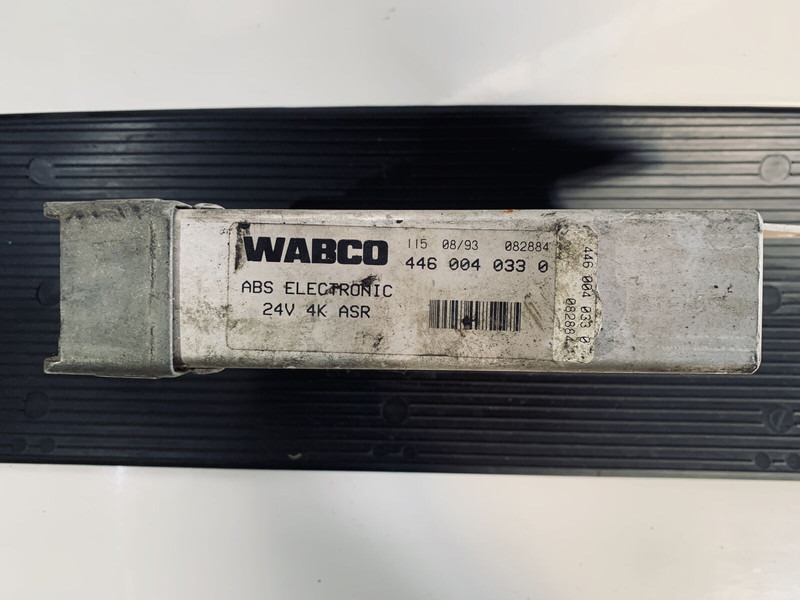 WABCO
115 08/93 082884
446 004 033 0
ABS ELECTRONIC
24V 4K ASR
446 004 033 0
082884